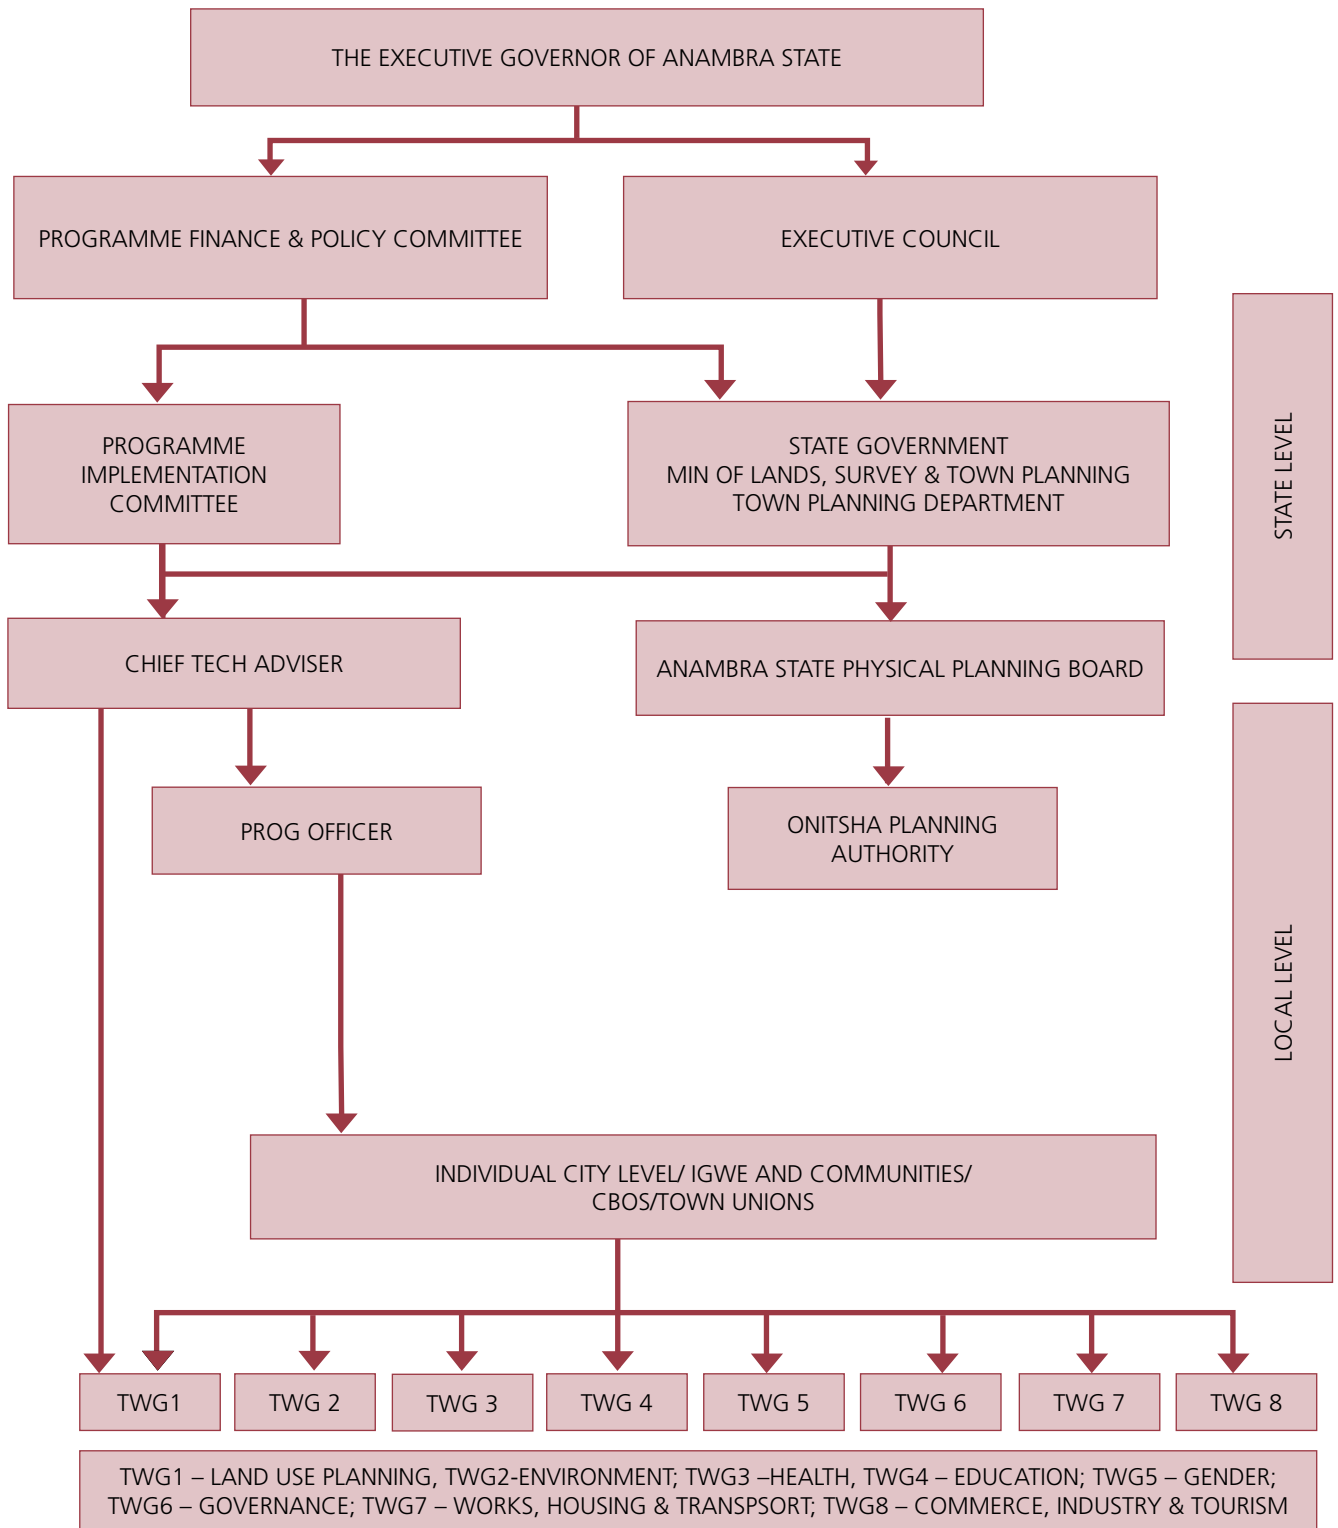 THE EXECUTIVE GOVERNOR OF ANAMBRA STATE
PROGRAMME FINANCE & POLICY COMMITTEE
EXECUTIVE COUNCIL
PROGRAMME
IMPLEMENTATION
COMMITTEE
STATE GOVERNMENT
MIN OF LANDS, SURVEY & TOWN PLANNING
TOWN PLANNING DEPARTMENT
STATE LEVEL
CHIEF TECH ADVISER
ANAMBRA STATE PHYSICAL PLANNING BOARD
PROG OFFICER
ONITSHA PLANNING
AUTHORITY
LOCAL LEVEL
INDIVIDUAL CITY LEVEL/ IGWE AND COMMUNITIES/
CBOS/TOWN UNIONS
TWG1
TWG 2
TWG 3
TWG 4
TWG 5
TWG 6
TWG 7
TWG 8
TWG1 – LAND USE PLANNING, TWG2-ENVIRONMENT; TWG3 –HEALTH, TWG4 – EDUCATION; TWG5 – GENDER;
TWG6 – GOVERNANCE; TWG7 – WORKS, HOUSING & TRANSPSORT; TWG8 – COMMERCE, INDUSTRY & TOURISM